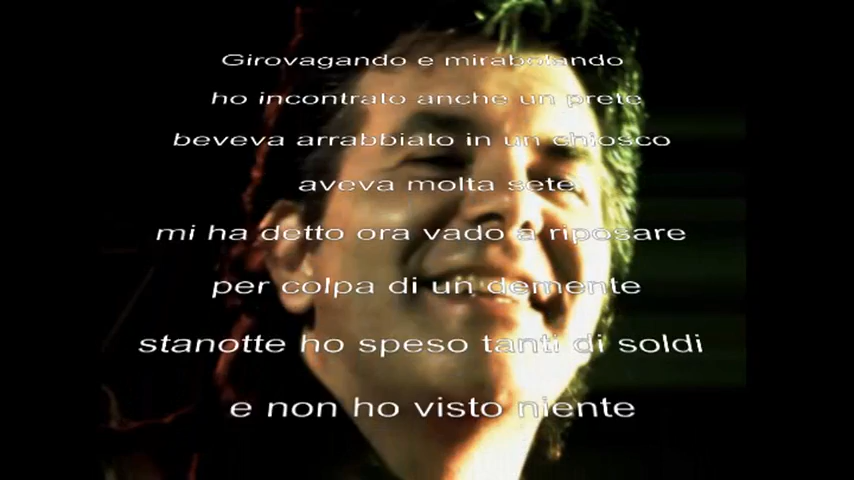 Girovagando e mirabolando
ho incontrato anche un prete
beveva arrabbiato in un chiosco
aveva molta sete
mi ha detto ora vado a riposare
per colpa di un demente
stanotte ho speso tanti di soldi
e non ho visto niente